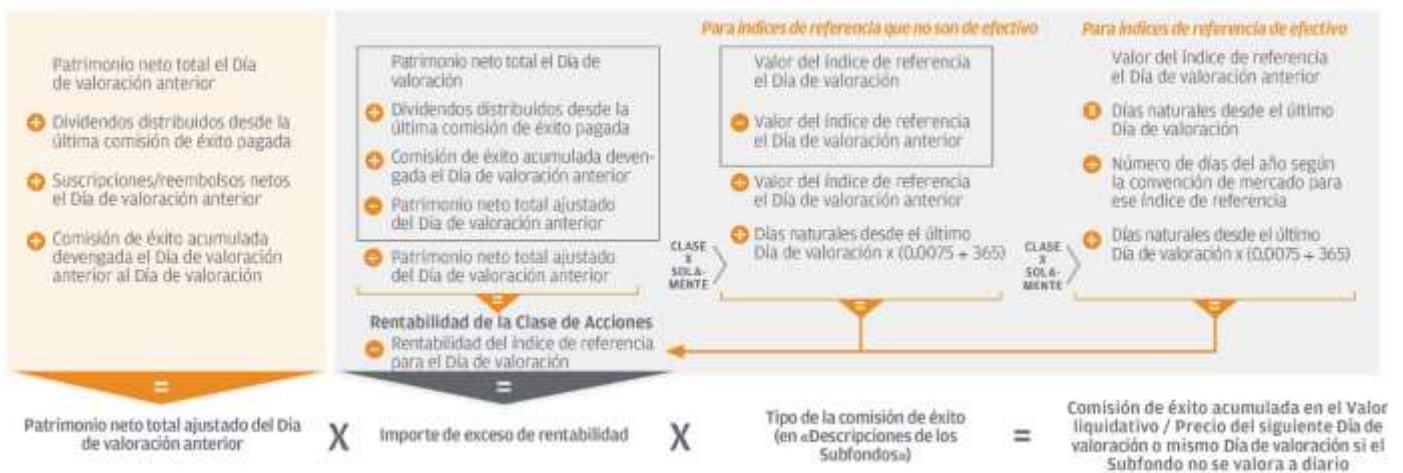 Patrimonio neto total el Día
de valoración anterior
+ Dividendos distribuidos desde la
última comisión de éxito pagada
+ Suscripciones/reembolsos netos
el Día de valoración anterior
+ Comisión de éxito acumulada
devengada el Día de valoración
anterior al Día de valoración
=
Patrimonio neto total el Día de
valoración
+ Dividendos distribuidos desde la
última comisión de éxito pagada
+ Comisión de éxito acumulada deven-
gada el Día de valoración anterior
− Patrimonio neto total ajustado
del Día de valoración anterior
Patrimonio neto total ajustado
del Día de valoración anterior
=
Rentabilidad de la Clase de Acciones
− Rentabilidad del índice de referencia
para el Día de valoración
=
Para índices de referencia que no son de efectivo
Valor del índice de referencia
el Día de valoración
− Valor del índice de referencia
el Día de valoración anterior
Valor del índice de referencia
el Día de valoración anterior
CLASE
X
SOLA-
MENTE
+ Días naturales desde el último
Día de valoración x (0,0075 ÷ 365)
=
Para índices de referencia de efectivo
Valor del índice de referencia
el Día de valoración anterior
x Días naturales desde el último
Día de valoración
Número de días del año según
la convención de mercado para
ese índice de referencia
CLASE
X
SOLA-
MENTE
+ Días naturales desde el último
Día de valoración x (0,0075 ÷ 365)
=
Patrimonio neto total ajustado del Día
de valoración anterior
X
Importe de exceso de rentabilidad
X
Tipo de la comisión de éxito
(en «Descripciones de los
Subfondos»)
=
Comisión de éxito acumulada en el Valor
liquidativo / Precio del siguiente Día de
valoración o mismo Día de valoración si el
Subfondo no se valora a diario